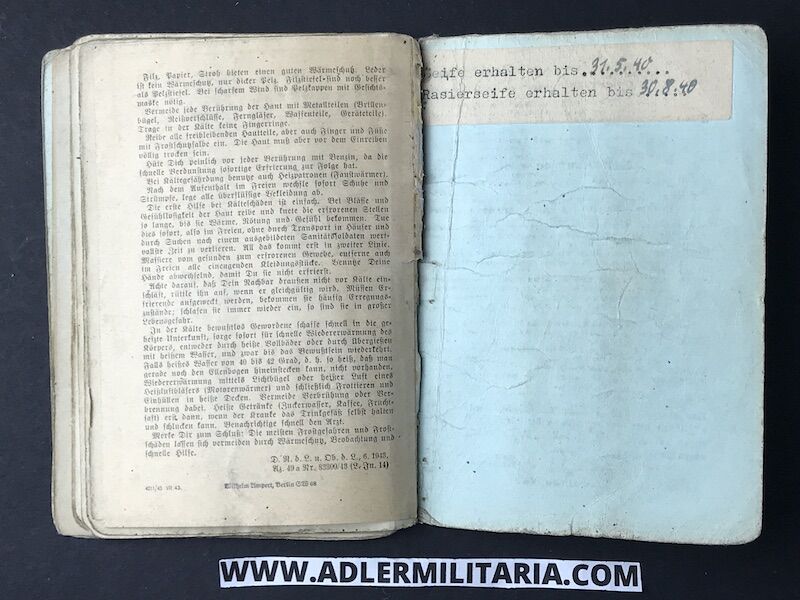 Filz, Papier, Stroh bieten einen guten Wärmeschutz. Leder
ist kein Wärmeschutz, nur dicker Pelz. Filzstiefel sind noch besser
als Pelzstiefel. Bei scharfem Wind sind Pelzkappen mit Gesichts-
maske nötig.
Vermeide jede Berührung der Haut mit Metallteilen (Brillen-
bügel, Reißverschlüsse, Ferngläser, Waffenteile, Geräteteile).
Trage in der Kälte keine Fingerringe.
Reibe alle freibleibenden Hautteile, aber auch Finger und Füße
mit Frostschutzsalbe ein. Die Haut muß aber vor dem Einreiben
völlig trocken sein.
Hüte Dich peinlich vor jeder Berührung mit Benzin, da die
schnelle Verdunstung sofortige Erfrierung zur Folge hat.
Bei Kältegefährdung benutze auch Heizpatronen (Faustwärmer).
Nach dem Aufenthalt im Freien wechsle sofort Schuhe und
Strümpfe, lege alle überflüssige Bekleidung ab.
Die erste Hilfe bei Kälteschäden ist einfach. Bei Blässe und
Gefühllosigkeit der Haut reibe und knete die erfrorenen Stellen
so lange, bis sie Wärme, Rötung und Gefühl bekommen. Tue
dies sofort, also im Freien, ohne durch Transport in Häuser und
durch Suchen nach einem ausgebildeten Sanitätssoldaten wert-
vollste Zeit zu verlieren. All das kommt erst in zweiter Linie.
Massiere vom gesunden zum erfrorenen Gewebe, entferne auch
im Freien alle einengenden Kleidungsstücke. Benutze Deine
Hände abwechselnd, damit Du sie nicht erfrierst.
Achte darauf, daß Dein Nachbar draußen nicht vor Kälte ein-
schläft, rüttle ihn auf, wenn er gleichgültig wird. Müssen Er-
frierende aufgeweckt werden, bekommen sie häufig Erregungs-
zustände; schlafen sie immer wieder ein, so sind sie in großer
Lebensgefahr.
In der Kälte bewußtlos Gewordene schaffe schnell in die ge-
heizte Unterkunft, sorge sofort für schnelle Wiedererwärmung des
Körpers, entweder durch heiße Vollbäder oder durch Übergießen
mit heißem Wasser, und zwar bis das Bewußtsein wiederkehrt.
Falls heißes Wasser von 40 bis 42 Grad, d. h. so heiß, daß man
gerade noch den Ellenbogen hineinstecken kann, nicht vorhanden,
Wiedererwärmung mittels Lichtbügel oder heißer Luft eines
Heizluftbläsers (Motorenwärmer) und schließlich Frottieren und
Einhüllen in heiße Decken. Vermeide Verbrühung oder Ver-
brennung dabei. Heiße Getränke (Zuckerwasser, Kaffee, Frucht-
saft) erst dann, wenn der Kranke das Trinkgefäß selbst halten
und schlucken kann. Benachrichtige schnell den Arzt.
Merke Dir zum Schluß: Die meisten Frostgefahren und Frost-
schäden lassen sich vermeiden durch Wärmeschutz, Beobachtung und
schnelle Hilfe.
D. R. d. L. u. Ob. d. L., 6. 1943,
Az. 49 a Nr. 82309/43 (L. In. 14)
Wilhelm Limpert, Berlin SW 68
Seife erhalten bis 31.5.40
Rasierseife erhalten bis 30.8.40
WWW.ADLERMILITARIA.COM